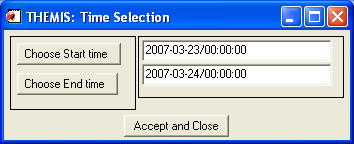 THEMIS: Time Selection
Choose Start time
2007-03-23/00:00:00
Choose End time
2007-03-24/00:00:00
Accept and Close